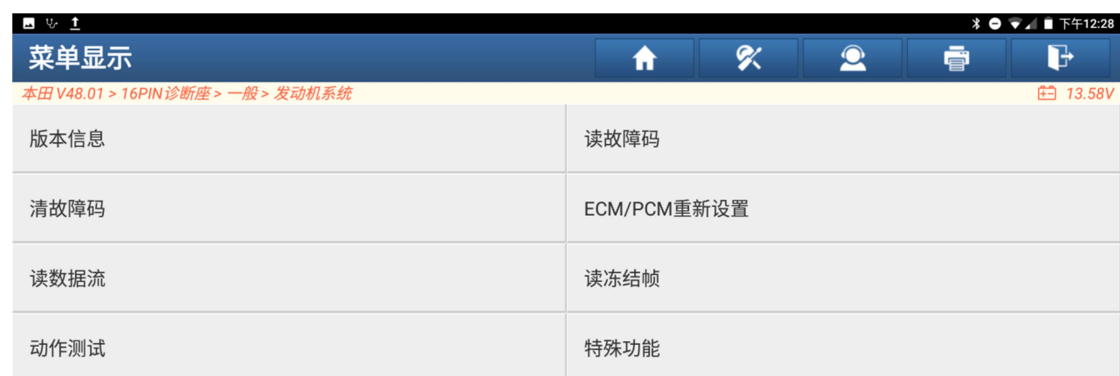 下午12:28
菜单显示
本田 V48.01 > 16PIN诊断座 > 一般 > 发动机系统
13.58V
版本信息
读故障码
清故障码
ECM/PCM重新设置
读数据流
读冻结帧
动作测试
特殊功能